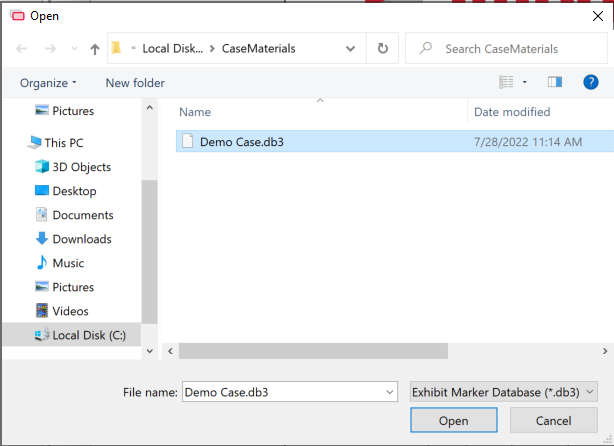 Open
« Local Disk... > CaseMaterials
Search CaseMaterials
Organize
New folder
Name
Date modified
Demo Case.db3
7/28/2022 11:14 AM
Pictures
This PC
3D Objects
Desktop
Documents
Downloads
Music
Pictures
Videos
Local Disk (C:)
File name:
Demo Case.db3
Exhibit Marker Database (*.db3)
Open
Cancel